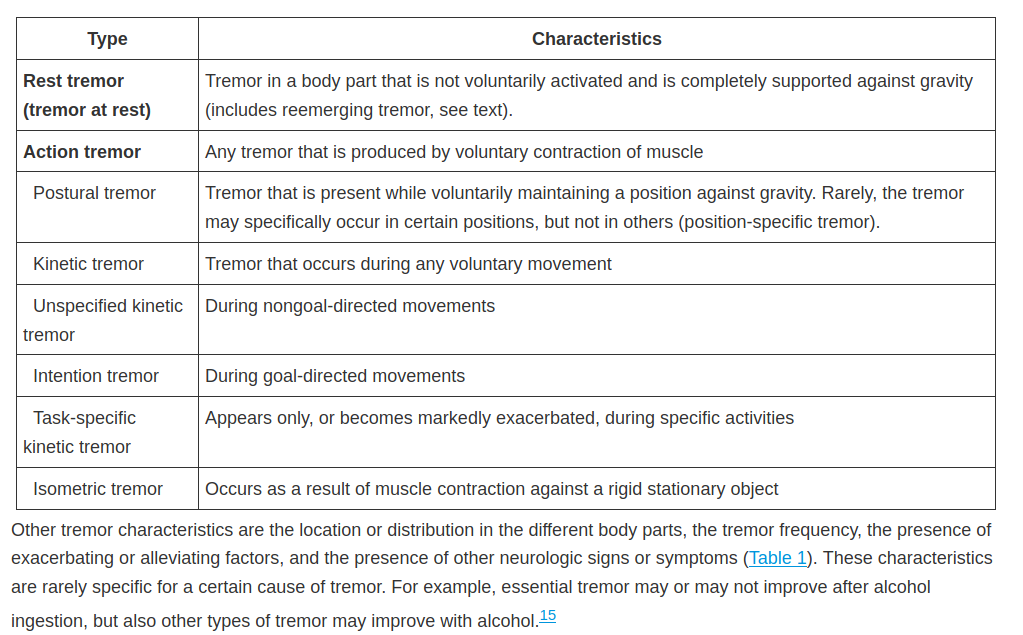 Type Characteristics
Rest tremor Tremor in a body part that is not voluntarily activated and is completely supported against gravity
(tremor at rest) (includes reemerging tremor, see text).
Action tremor Any tremor that is produced by voluntary contraction of muscle
Postural tremor Tremor that is present while voluntarily maintaining a position against gravity. Rarely, the tremor
may specifically occur in certain positions, but not in others (position-specific tremor).
Kinetic tremor Tremor that occurs during any voluntary movement
Unspecified kinetic During nongoal-directed movements
tremor
Intention tremor During goal-directed movements
Task-specific Appears only, or becomes markedly exacerbated, during specific activities
kinetic tremor
Isometric tremor Occurs as a result of muscle contraction against a rigid stationary object
Other tremor characteristics are the location or distribution in the different body parts, the tremor frequency, the presence of
exacerbating or alleviating factors, and the presence of other neurologic signs or symptoms (Table 1). These characteristics
are rarely specific for a certain cause of tremor. For example, essential tremor may or may not improve after alcohol
ingestion, but also other types of tremor may improve with alcohol.15